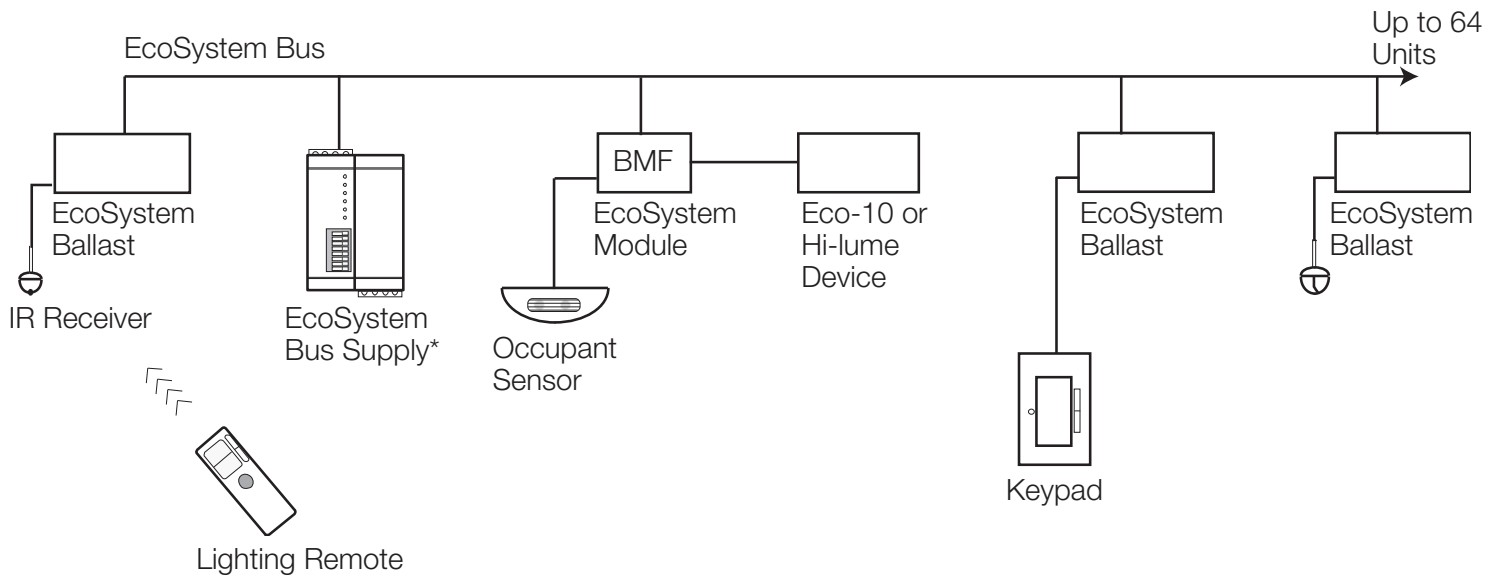 Up to 64
Units
EcoSystem Bus
BMF
EcoSystem
Ballast
EcoSystem
Module
Eco-10 or
Hi-lume
Device
EcoSystem
Ballast
EcoSystem
Ballast
IR Receiver
EcoSystem
Bus Supply*
Occupant
Sensor
Keypad
Lighting Remote